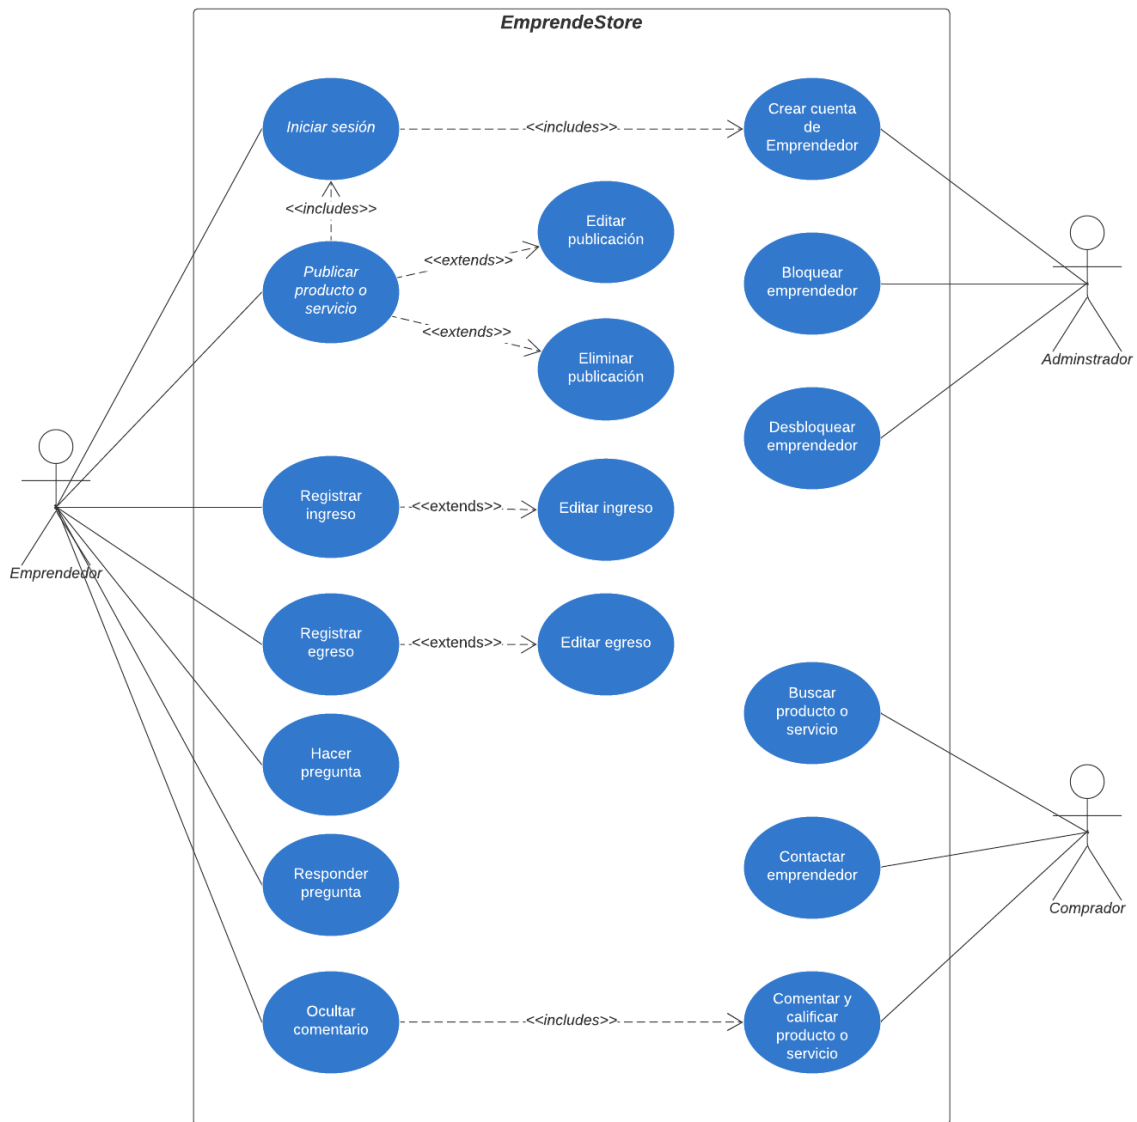 EmprendeStore
Iniciar sesión
<<includes>>
Crear cuenta
de
Emprendedor
<<includes>>
Editar
publicación
Publicar
producto o
servicio
<<extends>>
Bloquear
emprendedor
<<extends>>
Eliminar
publicación
Adminstrador
Desbloquear
emprendedor
Registrar
ingreso
<<extends>>
Editar ingreso
Emprendedor
Registrar
egreso
<<extends>>
Editar egreso
Buscar
producto o
servicio
Hacer
pregunta
Responder
pregunta
Contactar
emprendedor
Comprador
Ocultar
comentario
<<includes>>
Comentar y
calificar
producto o
servicio